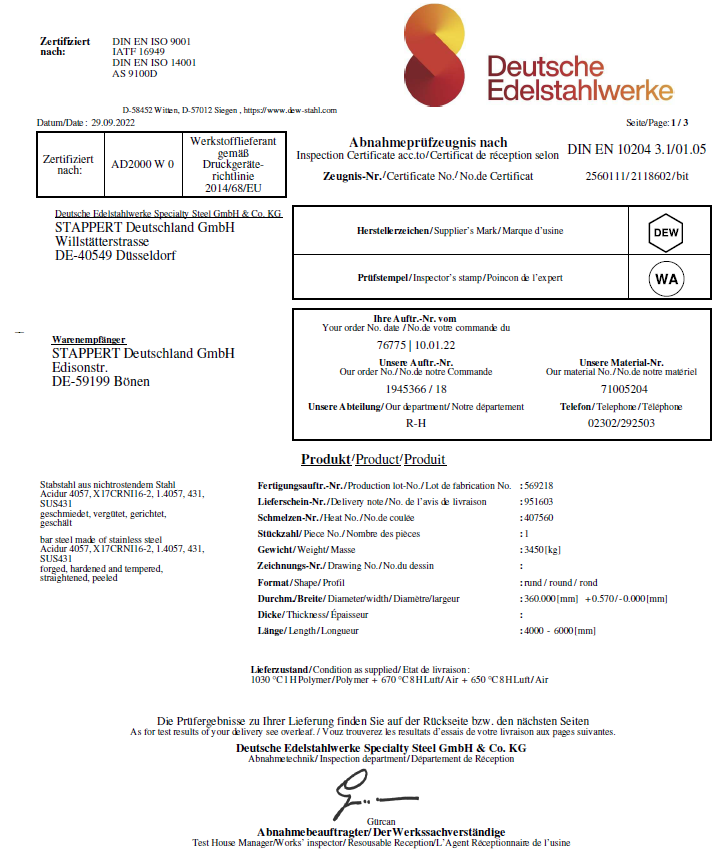 Zertifiziert nach:
DIN EN ISO 9001
IATF 16949
DIN EN ISO 14001
AS 9100D
Deutsche
Edelstahlwerke
D-58452 Witten, D-57012 Siegen , https://www.dew-stahl.com
Datum/Date : 29.09.2022
Seite/Page: 1 / 3
Zertifiziert nach:
AD2000 W 0
Werkstofflieferant
gemäß
Druckgeräte-
richtlinie
2014/68/EU
Abnahmeprüfzeugnis nach
Inspection Certificate acc.to/Certificat de réception selon
DIN EN 10204 3.1/01.05
Zeugnis-Nr./Certificate No./No.de Certificat
2560111/ 2118602/ bit
Deutsche Edelstahlwerke Specialty Steel GmbH & Co. KG
STAPPERT Deutschland GmbH
Willstätterstrasse
DE-40549 Düsseldorf
Herstellerzeichen/Supplier's Mark/Marque d'usine
DEW
Prüfstempel/Inspector's stamp/Poincon de l'expert
WA
Warenempfänger
STAPPERT Deutschland GmbH
Edisonstr.
DE-59199 Bönen
Ihre Auftr.-Nr. vom
Your order No. date /No.de votre commande du
76775 | 10.01.22
Unsere Auftr.-Nr.
Our order No./No.de notre Commande
1945366 / 18
Unsere Material-Nr.
Our material No./No.de notre matériel
71005204
Unsere Abteilung/Our department/Notre département
R-H
Telefon/Telephone/Téléphone
02302/292503
Produkt/Product/Produit
Stabstahl aus nichtrostendem Stahl
Acidur 4057, X17CRNI16-2, 1.4057, 431,
SUS431
geschmiedet, vergütet, gerichtet,
geschält
bar steel made of stainless steel
Acidur 4057, X17CRNI16-2, 1.4057, 431,
SUS431
forged, hardened and tempered,
straightened, peeled
Fertigungsauftr.-Nr./Production lot-No./Lot de fabrication No. :569218
Lieferschein-Nr./Delivery note/No. de l'avis de livraison :951603
Schmelzen-Nr./Heat No./No.de coulée :407560
Stückzahl/Piece No./Nombre des pièces :1
Gewicht/Weight/Masse :3450[kg]
Zeichnungs-Nr./Drawing No./No.du dessin :
Format/Shape/Profil :rund / round / rond
Durchm./Breite/Diameter/width/Diamètre/largeur :360.000[mm] +0.570/-0.000[mm]
Dicke/Thickness/Épaisseur :
Länge/Length/Longueur :4000 - 6000[mm]
Lieferzustand/Condition as supplied/Etat de livraison:
1030 °C1HPolymer/Polymer + 670 °C8HLuft/Air + 650 °C8HLuft/Air
Die Prüfergebnisse zu Ihrer Lieferung finden Sie auf der Rückseite bzw. den nächsten Seiten
As for test results of your delivery see overleaf. / Vouz trouverez les resultats d'essais de votre livraison aux pages suivantes.
Deutsche Edelstahlwerke Specialty Steel GmbH & Co. KG
Abnahmetechnik/Inspection department/Département de Réception
Gürcan
Abnahmebeauftragter/DerWerkssachverständige
Test House Manager/Works' inspector/Resousable Reception/L'Agent Réceptionnaire de l'usine